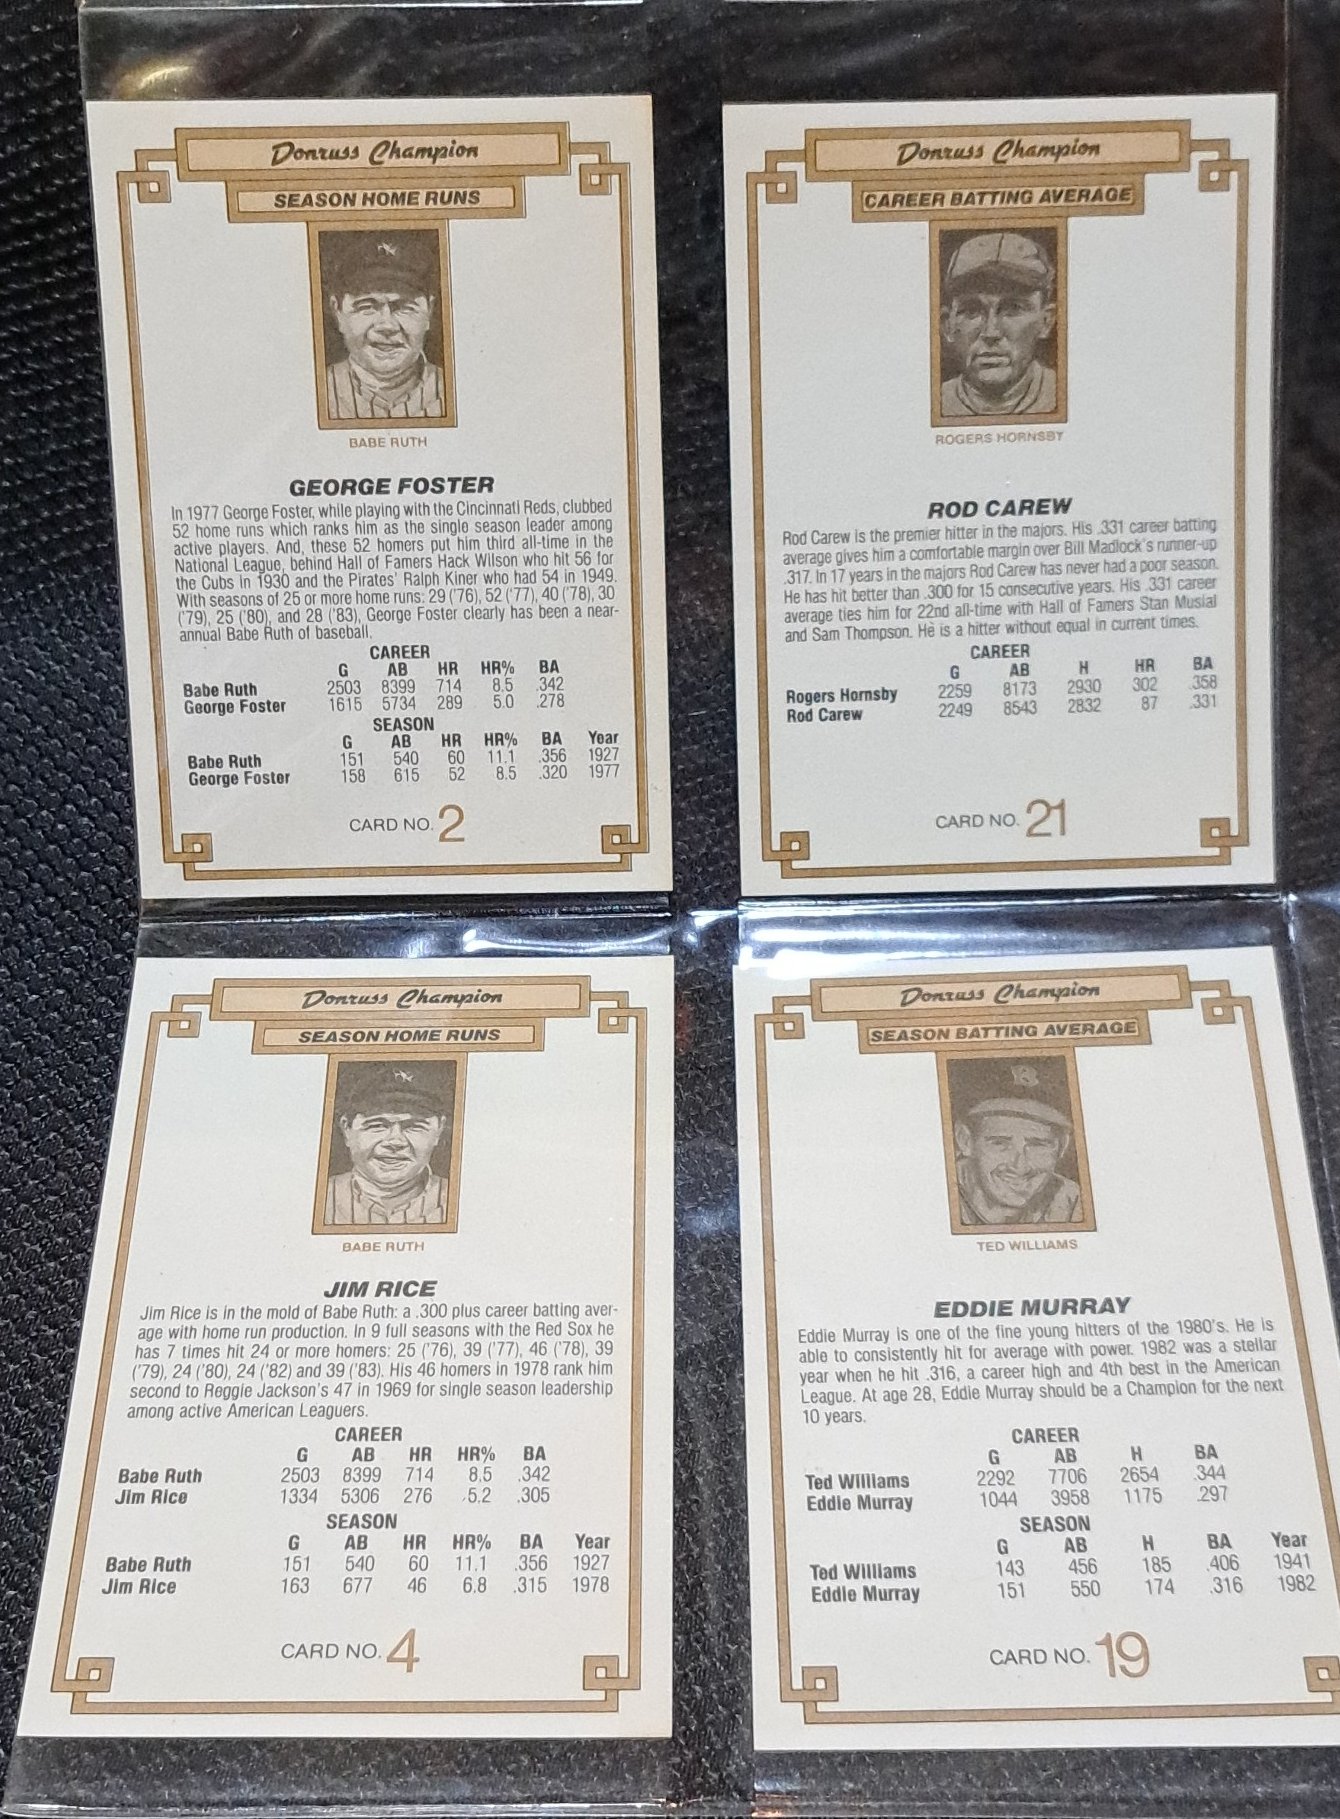 Donruss Champion
SEASON HOME RUNS
BABE RUTH
GEORGE FOSTER
In 1977 George Foster, while playing with the Cincinnati Reds, clubbed
52 home runs which ranks him as the single season leader among
active players. And, these 52 homers put him third all-time in the
National League, behind Hall of Famers Hack Wilson who hit 56 for
the Cubs in 1930 and the Pirates' Ralph Kiner who had 54 in 1949.
With seasons of 25 or more home runs: 29 ('76), 52 ('77), 40 ('78), 30
('79), 25 ('80), and 28 ('83), George Foster clearly has been a near-
annual Babe Ruth of baseball.
CAREER
G AB HR HR% BA
Babe Ruth 2503 8399 714 8.5 .342
George Foster 1615 5734 289 5.0 .278
SEASON
G AB HR HR% BA Year
Babe Ruth 151 540 60 11.1 .356 1927
George Foster 158 615 52 8.5 .320 1977
CARD NO. 2
Donruss Champion
CAREER BATTING AVERAGE
ROGERS HORNSBY
ROD CAREW
Rod Carew is the premier hitter in the majors. His .331 career batting
average gives him a comfortable margin over Bill Madlock's runner-up
.317. In 17 years in the majors Rod Carew has never had a poor season.
He has hit better than .300 for 15 consecutive years. His .331 career
average ties him for 22nd all-time with Hall of Famers Stan Musial
and Sam Thompson. He is a hitter without equal in current times.
CAREER
G AB H HR BA
Rogers Hornsby 2259 8173 2930 302 .358
Rod Carew 2249 8543 2832 87 .331
CARD NO. 21
Donruss Champion
SEASON HOME RUNS
BABE RUTH
JIM RICE
Jim Rice is in the mold of Babe Ruth: a .300 plus career batting aver-
age with home run production. In 9 full seasons with the Red Sox he
has 7 times hit 24 or more homers: 25 ('76), 39 ('77), 46 ('78), 39
('79), 24 ('80), 24 ('82) and 39 ('83). His 46 homers in 1978 rank him
second to Reggie Jackson's 47 in 1969 for single season leadership
among active American Leaguers.
CAREER
G AB HR HR% BA
Babe Ruth 2503 8399 714 8.5 .342
Jim Rice 1334 5306 276 5.2 .305
SEASON
G AB HR HR% BA Year
Babe Ruth 151 540 60 11.1 .356 1927
Jim Rice 163 677 46 6.8 .315 1978
CARD NO. 4
Donruss Champion
SEASON BATTING AVERAGE
TED WILLIAMS
EDDIE MURRAY
Eddie Murray is one of the fine young hitters of the 1980's. He is
able to consistently hit for average with power. 1982 was a stellar
year when he hit .316, a career high and 4th best in the American
League. At age 28, Eddie Murray should be a Champion for the next
10 years.
CAREER
G AB H BA
Ted Williams 2292 7706 2654 .344
Eddie Murray 1044 3958 1175 .297
SEASON
G AB H BA Year
Ted Williams 143 456 185 .406 1941
Eddie Murray 151 550 174 .316 1982
CARD NO. 19